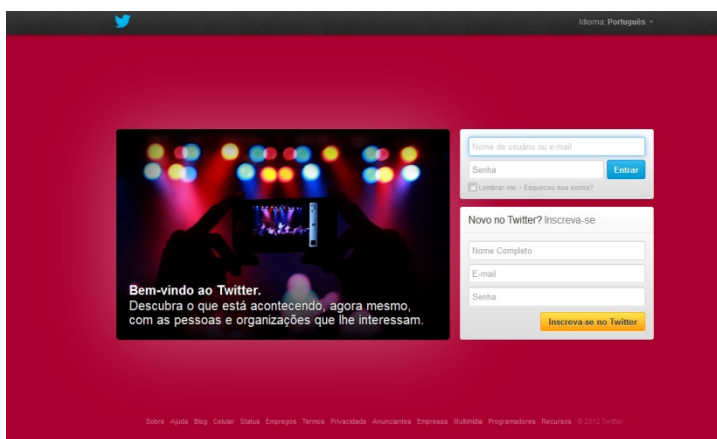 Idioma: Português
Nome de usuário ou e-mail
Senha
Entrar
Lembrar-me · Esqueceu sua senha?
Novo no Twitter? Inscreva-se
Nome Completo
E-mail
Senha
Inscreva-se no Twitter
Bem-vindo ao Twitter.
Descubra o que está acontecendo, agora mesmo,
com as pessoas e organizações que lhe interessam.
Sobre Ajuda Blog Celular Status Empregos Termos Privacidade Anunciantes Empresas Multimídia Programadores Recursos © 2012 Twitter